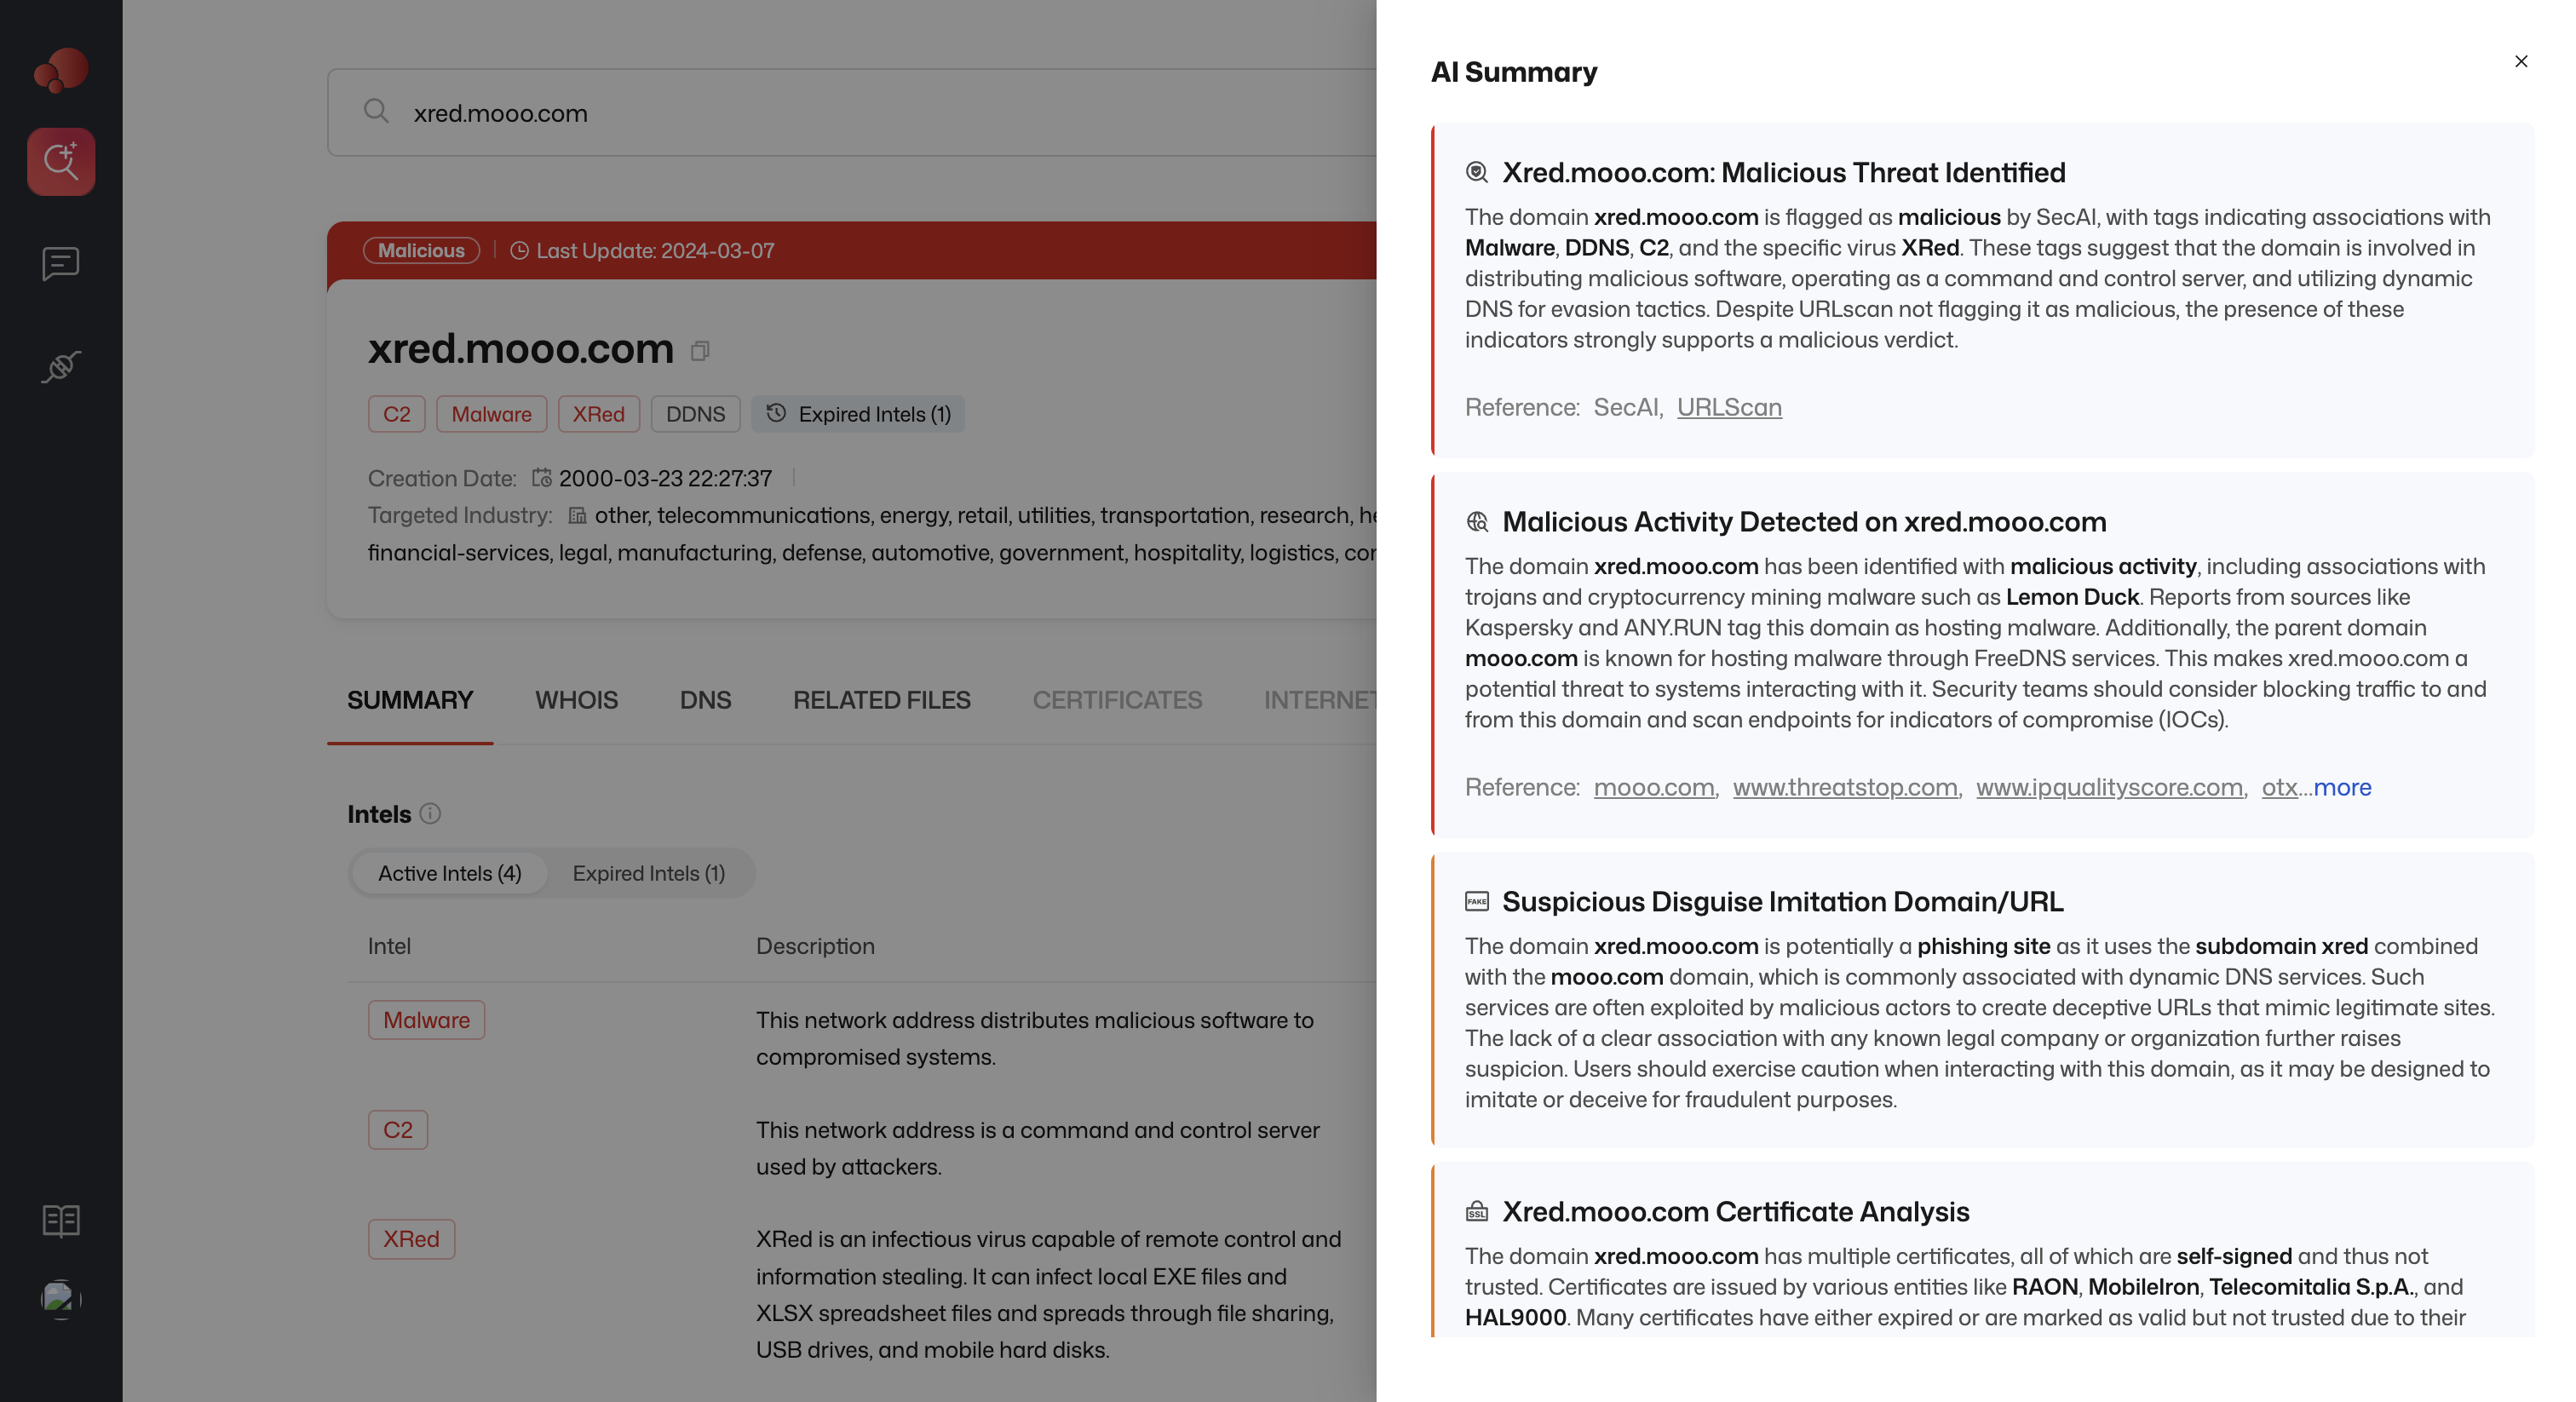 xred.mooo.com
Malicious | Last Update: 2024-03-07
xred.mooo.com
C2 Malware XRed DDNS Expired Intels (1)
Creation Date: 2000-03-23 22:27:37
Targeted Industry: other, telecommunications, energy, retail, utilities, transportation, research,
financial-services, legal, manufacturing, defense, automotive, government, hospitality, logistics,
SUMMARY WHOIS DNS RELATED FILES CERTIFICATES INTERNET
Intels
Active Intels (4) Expired Intels (1)
Intel Description
Malware This network address distributes malicious software to
compromised systems.
C2 This network address is a command and control server
used by attackers.
XRed XRed is an infectious virus capable of remote control and
information stealing. It can infect local EXE files and
XLSX spreadsheet files and spreads through file sharing,
USB drives, and mobile hard disks.
AI Summary
Xred.mooo.com: Malicious Threat Identified
The domain xred.mooo.com is flagged as malicious by SecAI, with tags indicating associations with
Malware, DDNS, C2, and the specific virus XRed. These tags suggest that the domain is involved in
distributing malicious software, operating as a command and control server, and utilizing dynamic
DNS for evasion tactics. Despite URLscan not flagging it as malicious, the presence of these
indicators strongly supports a malicious verdict.
Reference: SecAI, URLScan
Malicious Activity Detected on xred.mooo.com
The domain xred.mooo.com has been identified with malicious activity, including associations with
trojans and cryptocurrency mining malware such as Lemon Duck. Reports from sources like
Kaspersky and ANY.RUN tag this domain as hosting malware. Additionally, the parent domain
mooo.com is known for hosting malware through FreeDNS services. This makes xred.mooo.com a
potential threat to systems interacting with it. Security teams should consider blocking traffic to and
from this domain and scan endpoints for indicators of compromise (IOCs).
Reference: mooo.com, www.threatstop.com, www.ipqualityscore.com, otx...more
FAKE Suspicious Disguise Imitation Domain/URL
The domain xred.mooo.com is potentially a phishing site as it uses the subdomain xred combined
with the mooo.com domain, which is commonly associated with dynamic DNS services. Such
services are often exploited by malicious actors to create deceptive URLs that mimic legitimate sites.
The lack of a clear association with any known legal company or organization further raises
suspicion. Users should exercise caution when interacting with this domain, as it may be designed to
imitate or deceive for fraudulent purposes.
SSL Xred.mooo.com Certificate Analysis
The domain xred.mooo.com has multiple certificates, all of which are self-signed and thus not
trusted. Certificates are issued by various entities like RAON, MobileIron, Telecomitalia S.p.A., and
HAL9000. Many certificates have either expired or are marked as valid but not trusted due to their